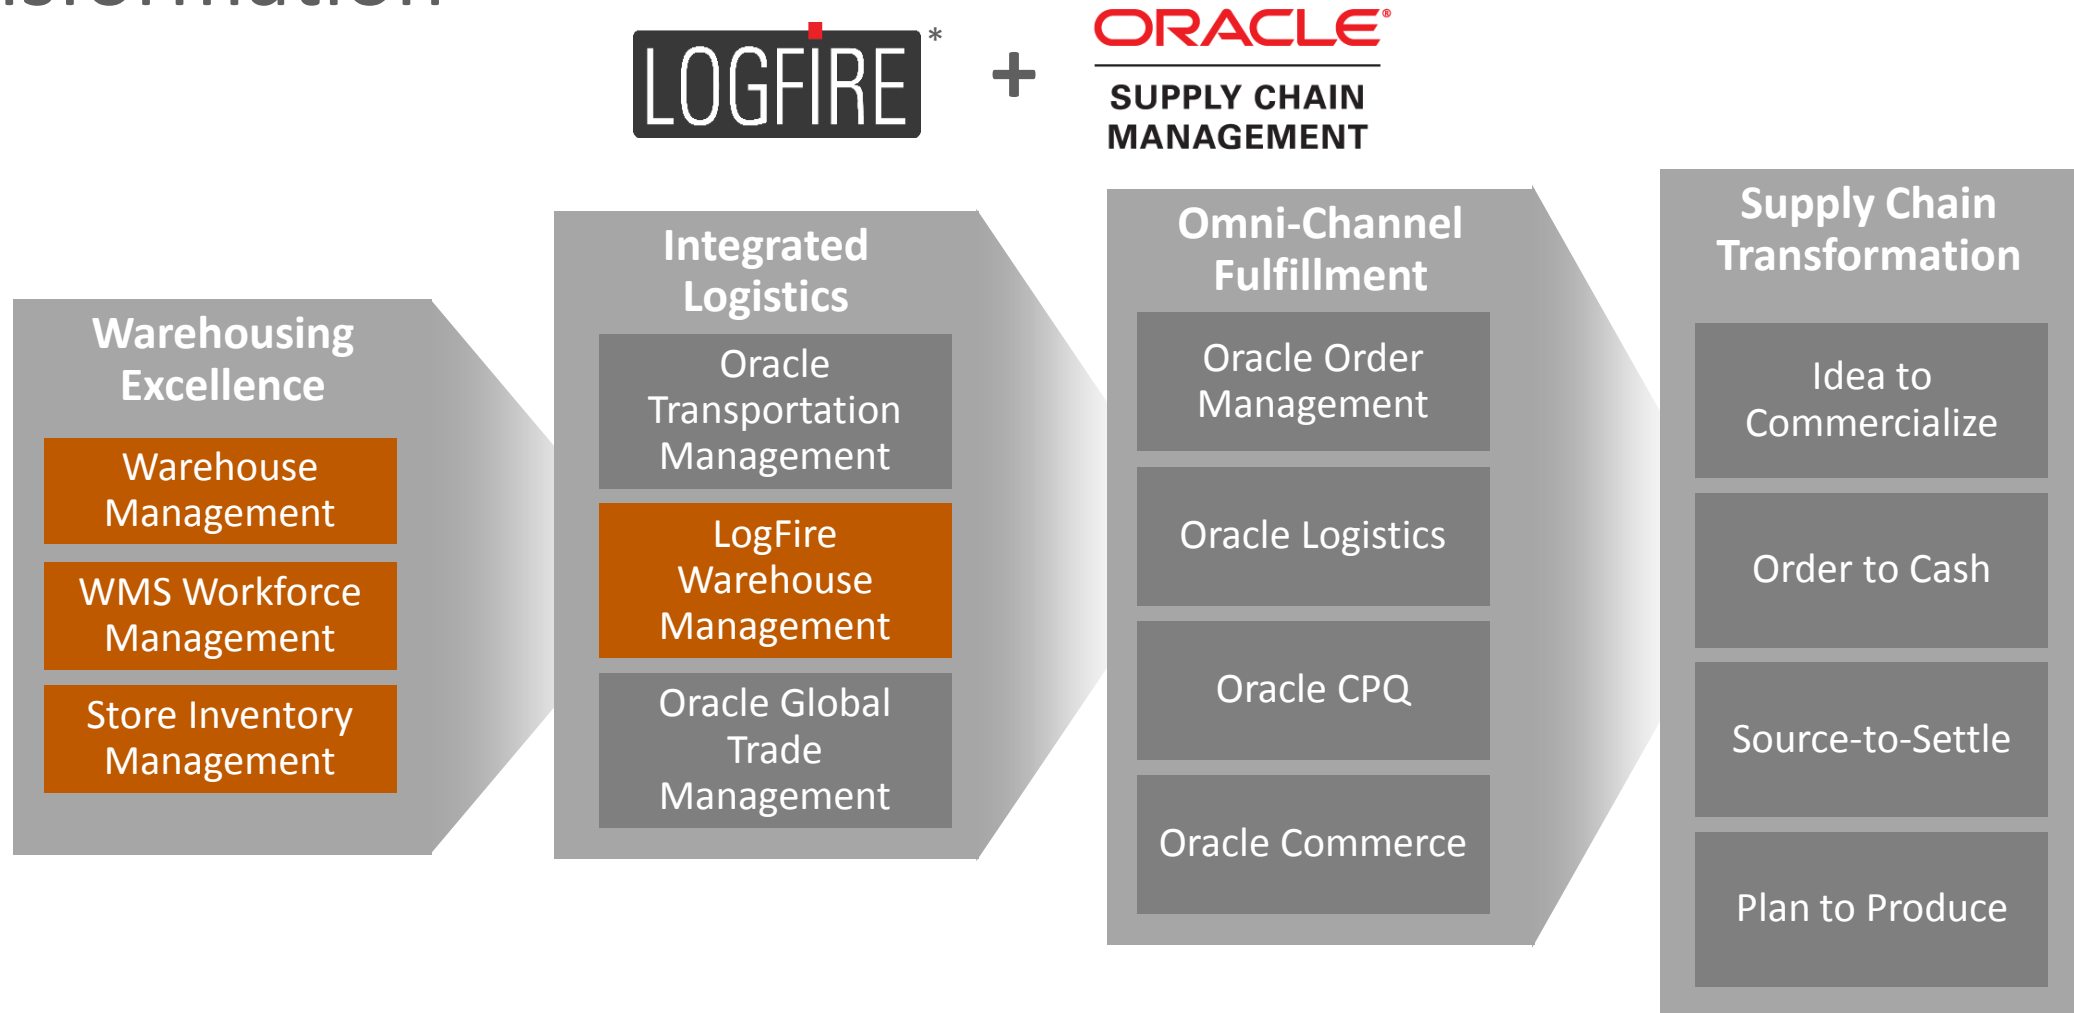 LOGFIRE
*
+
ORACLE®
SUPPLY CHAIN
MANAGEMENT
Warehousing
Excellence
Warehouse
Management
WMS Workforce
Management
Store Inventory
Management
Integrated
Logistics
Oracle
Transportation
Management
LogFire
Warehouse
Management
Oracle Global
Trade
Management
Omni-Channel
Fulfillment
Oracle Order
Management
Oracle Logistics
Oracle CPQ
Oracle Commerce
Supply Chain
Transformation
Idea to
Commercialize
Order to Cash
Source-to-Settle
Plan to Produce